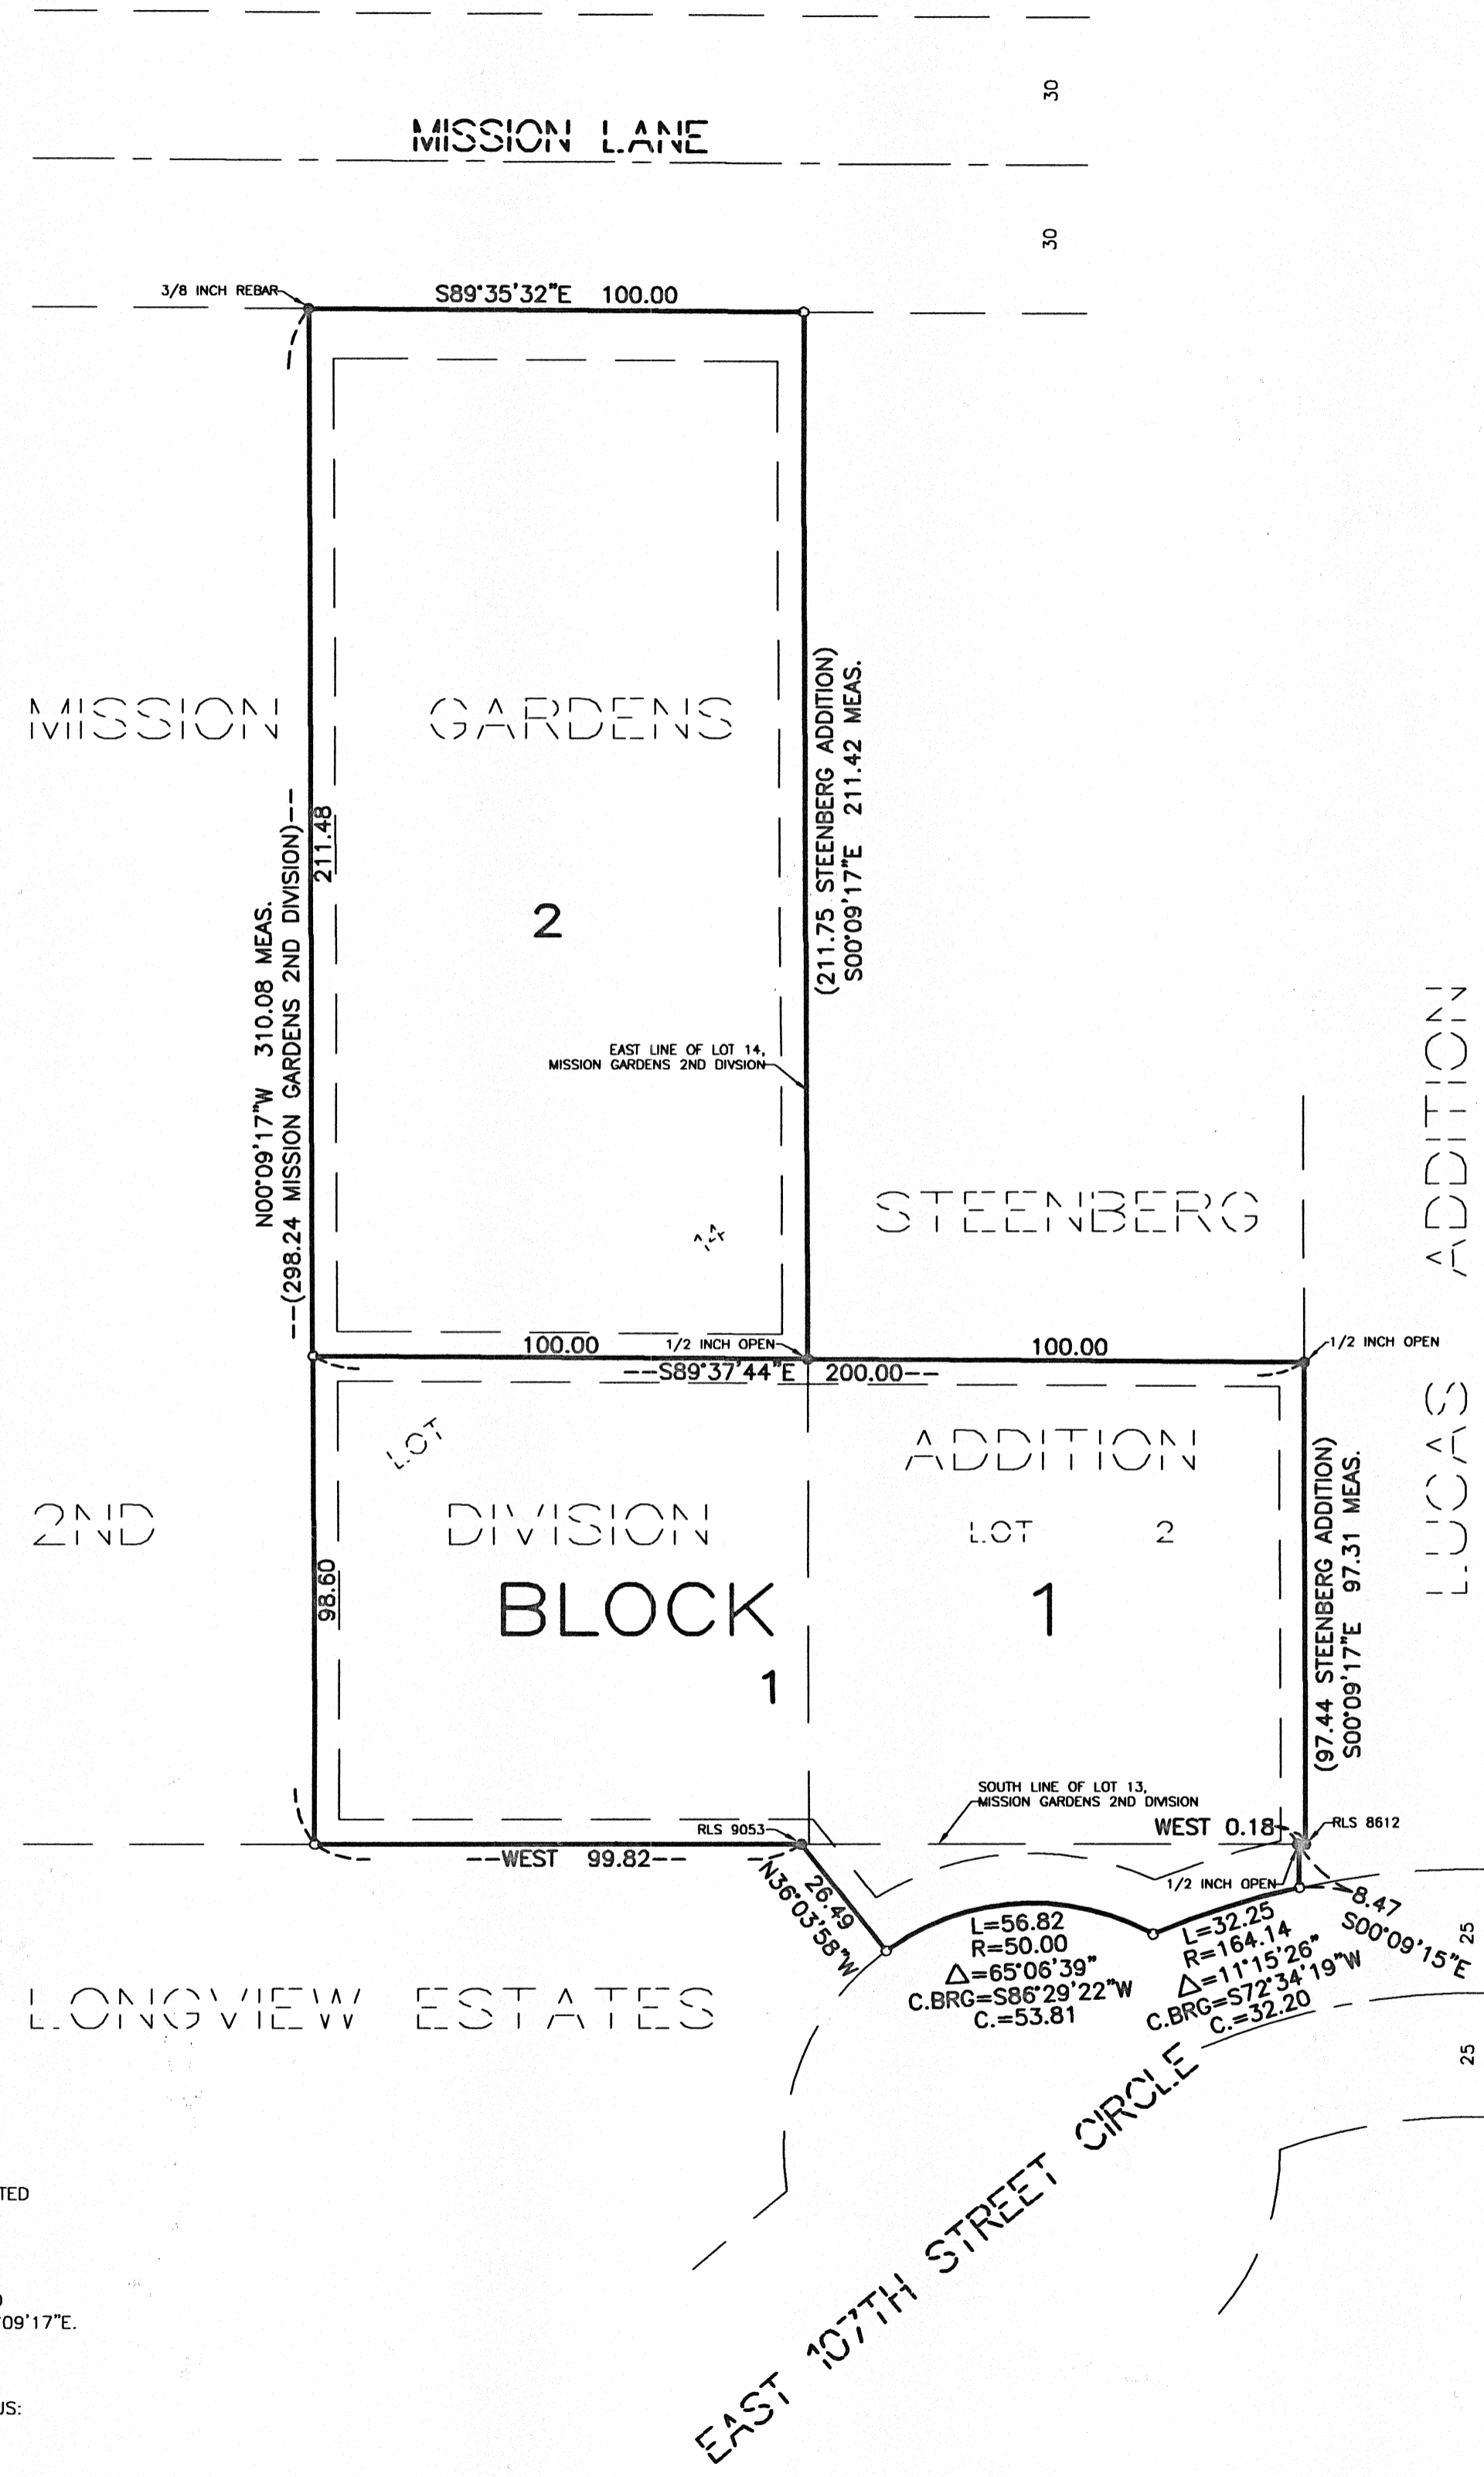 30
MISSION LANE
30
3/8 INCH REBAR
S89°35'32"E 100.00
MISSION GARDENS
211.48
N00°09'17"W 310.08 MEAS.
--(298.24 MISSION GARDENS 2ND DIVISION)--
(211.75 STEENBERG ADDITION)
S00°09'17"E 211.42 MEAS.
2
EAST LINE OF LOT 14,
MISSION GARDENS 2ND DIVSION
STEENBERG
LUCAS ADDITION
100.00
1/2 INCH OPEN
100.00
1/2 INCH OPEN
--S89°37'44"E 200.00--
LOT
ADDITION
2ND DIVISION
LOT 2
98.60
BLOCK 1
1
(97.44 STEENBERG ADDITION)
S00°09'17"E 97.31 MEAS.
SOUTH LINE OF LOT 13,
MISSION GARDENS 2ND DIVISION
WEST 0.18
RLS 8612
RLS 9053
--WEST 99.82--
1/2 INCH OPEN
26.49
N36°03'58"W
8.47
S00°09'15"E
L=56.82
R=50.00
Δ=65°06'39"
C.BRG=S86°29'22"W
C.=53.81
L=32.25
R=164.14
Δ=11°15'26"
C.BRG=S72°34'19"W
C.=32.20
25
25
LONGVIEW ESTATES
EAST 107TH STREET CIRCLE
TED
09'17"E.
US: